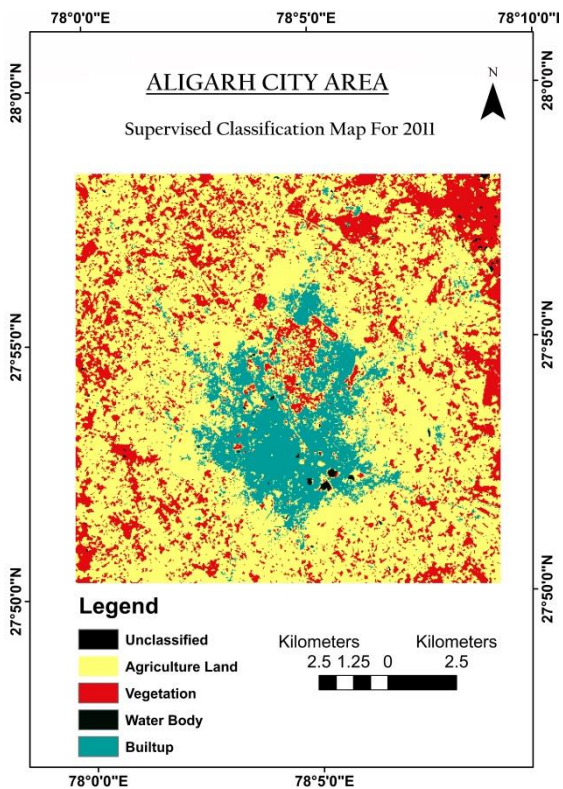 78°0'0"E 78°5'0"E 78°10'0"E
28°0'0"N
28°0'0"N
ALIGARH CITY AREA
N
Supervised Classification Map For 2011
27°55'0"N
27°55'0"N
27°50'0"N
27°50'0"N
Legend
Unclassified
Agriculture Land
Vegetation
Water Body
Builtup
Kilometers Kilometers
2.5 1.25 0 2.5
78°0'0"E 78°5'0"E